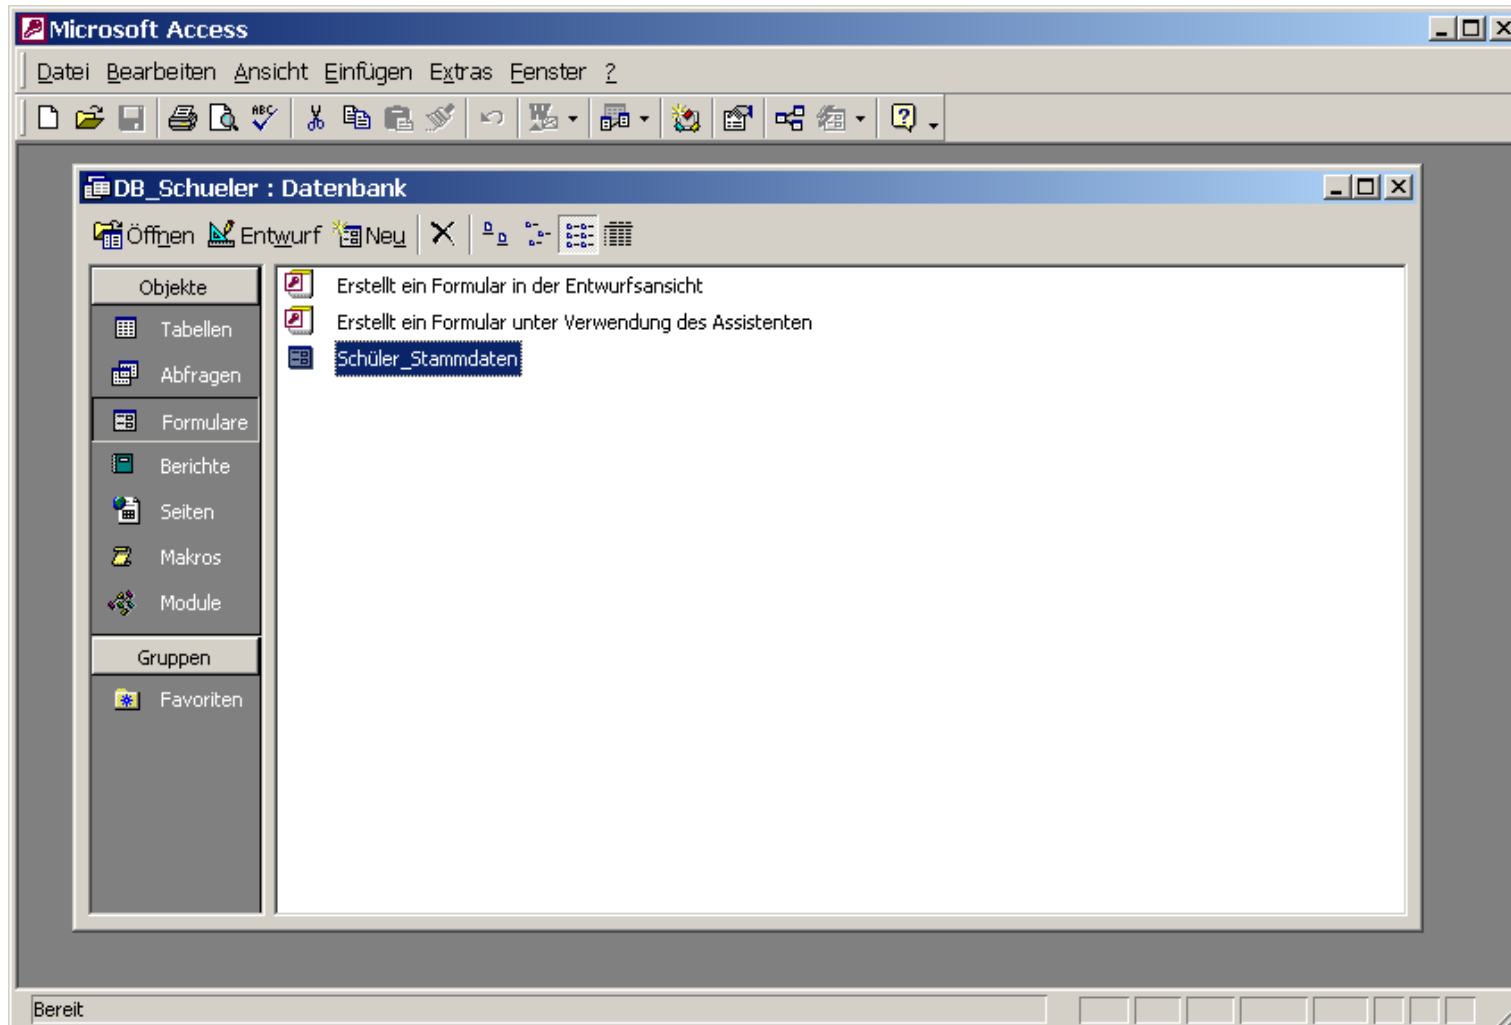 Microsoft Access
Datei Bearbeiten Ansicht Einfügen Extras Fenster ?
ABC
DB_Schueler : Datenbank
Öffnen Entwurf Neu
Objekte
Tabellen
Abfragen
Formulare
Berichte
Seiten
Makros
Module
Gruppen
Favoriten
Erstellt ein Formular in der Entwurfsansicht
Erstellt ein Formular unter Verwendung des Assistenten
Schüler_Stammdaten
Bereit